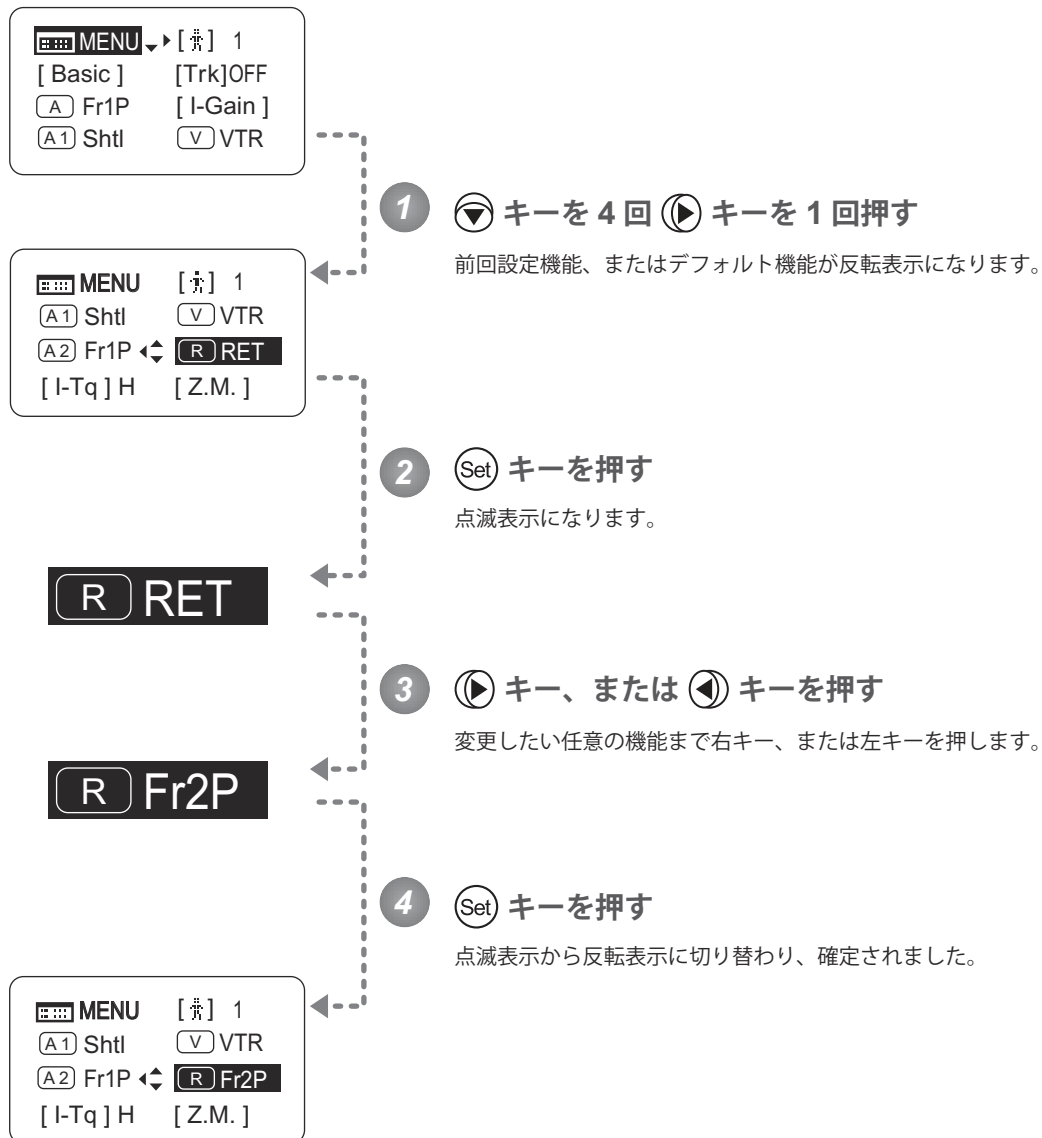 MENU [ ] 1
[ Basic ] [Trk]OFF
A Fr1P [ I-Gain ]
A1 Shtl V VTR
1 キーを 4 回 キーを 1 回押す
前回設定機能、またはデフォルト機能が反転表示になります。
MENU [ ] 1
A1 Shtl V VTR
A2 Fr1P R RET
[ I-Tq ] H [ Z.M. ]
2 Set キーを押す
点滅表示になります。
R RET
3 キー、または キーを押す
変更したい任意の機能まで右キー、または左キーを押します。
R Fr2P
4 Set キーを押す
点滅表示から反転表示に切り替わり、確定されました。
MENU [ ] 1
A1 Shtl V VTR
A2 Fr1P R Fr2P
[ I-Tq ] H [ Z.M. ]